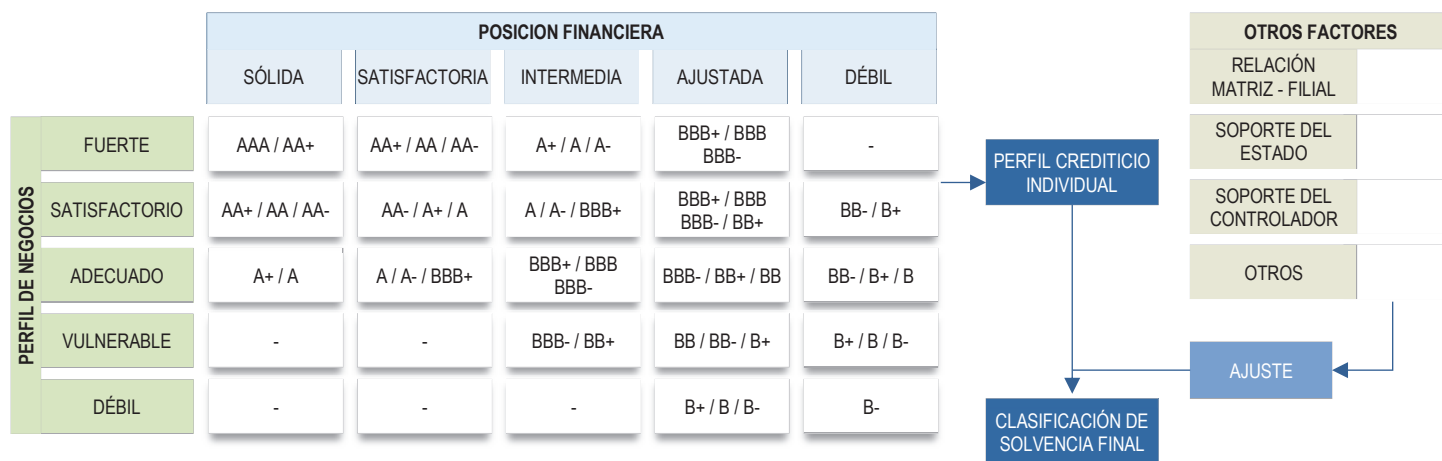 POSICION FINANCIERA
SÓLIDA
SATISFACTORIA
INTERMEDIA
AJUSTADA
DÉBIL
PERFIL DE NEGOCIOS
FUERTE
AAA / AA+
AA+ / AA / AA-
A+ / A / A-
BBB+ / BBB
BBB-
-
SATISFACTORIO
AA+ / AA / AA-
AA- / A+ / A
A / A- / BBB+
BBB+ / BBB
BBB- / BB+
BB- / B+
ADECUADO
A+ / A
A / A- / BBB+
BBB+ / BBB
BBB-
BBB- / BB+ / BB
BB- / B+ / B
VULNERABLE
-
-
BBB- / BB+
BB / BB- / B+
B+ / B / B-
DÉBIL
-
-
-
B+ / B / B-
B-
PERFIL CREDITICIO
INDIVIDUAL
CLASIFICACIÓN DE
SOLVENCIA FINAL
OTROS FACTORES
RELACIÓN
MATRIZ - FILIAL
SOPORTE DEL
ESTADO
SOPORTE DEL
CONTROLADOR
OTROS
AJUSTE